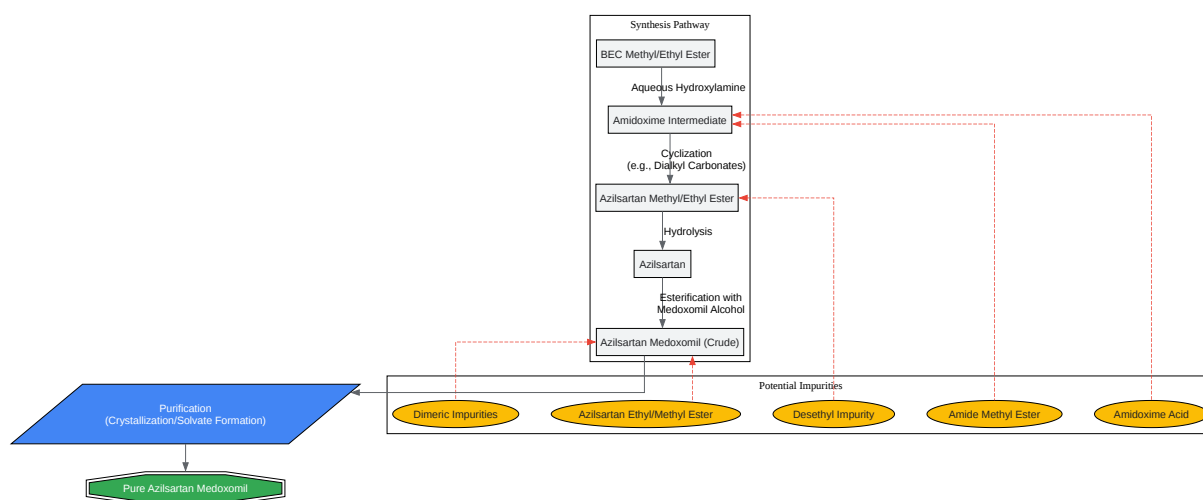 Synthesis Pathway
BEC Methyl/Ethyl Ester
Aqueous Hydroxylamine
Amidoxime Intermediate
Cyclization
(e.g., Dialkyl Carbonates)
Azilsartan Methyl/Ethyl Ester
Hydrolysis
Azilsartan
Esterification with
Medoxomil Alcohol
Azilsartan Medoxomil (Crude)
Potential Impurities
Dimeric Impurities
Azilsartan Ethyl/Methyl Ester
Desethyl Impurity
Amide Methyl Ester
Amidoxime Acid
Purification
(Crystallization/Solvate Formation)
Pure Azilsartan Medoxomil